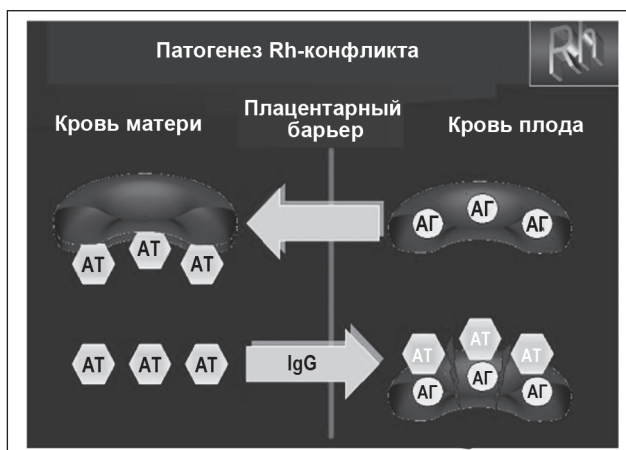 Патогенез Rh-конфликта
Rh
Кровь матери
Плацентарный
барьер
Кровь плода
АГ АГ АГ
АТ АТ АТ
АТ АТ АТ
IgG
АТ АТ АТ
АГ АГ АГ